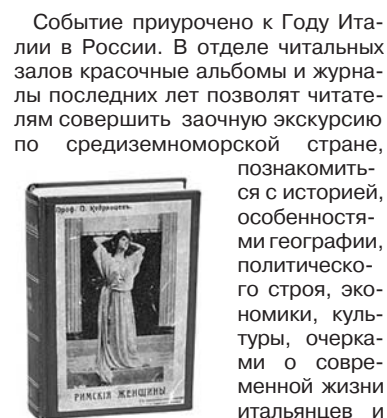 Событие приурочено к Году Ита-
лии в России. В отделе читальных
залов красочные альбомы и журна-
лы последних лет позволят читате-
лям совершить заочную экскурсию
по средиземноморской стране,
познакомить-
ся с историей,
особенностя-
ми географии,
политическо-
го строя, эко-
номики, куль-
туры, очерка-
ми о совре-
менной жизни
итальянцев и
Проф. О. Кудрявцевъ.
РИМСКІЯ ЖЕНЩИНЫ